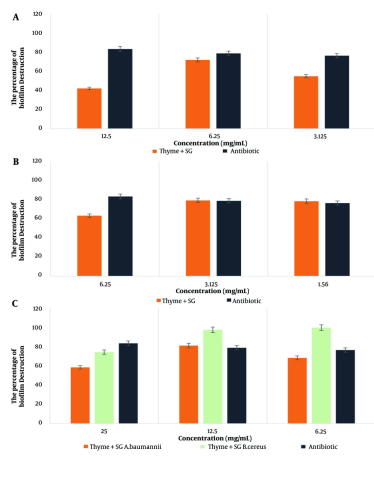 A
The percentage of
biofilm Destruction
120
100
80
60
40
20
0
12.5 6.25 3.125
Concentration (mg/mL)
Thyme + SG Antibiotic
B
The percentage of
biofilm Destruction
120
100
80
60
40
20
0
6.25 3.125 1.56
Concentration (mg/mL)
Thyme + SG Antibiotic
C
The percentage of
biofilm Destruction
120
100
80
60
40
20
0
25 12.5 6.25
Concentration (mg/mL)
Thyme + SG A.baumannii Thyme + SG B.cereus Antibiotic